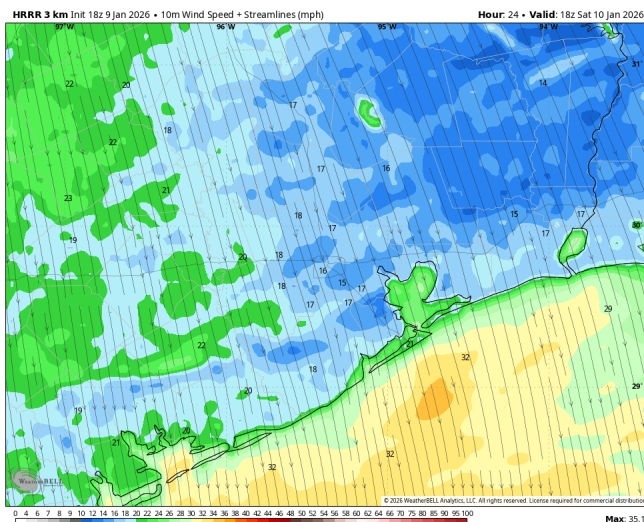 HRRR 3 km Init 18z 9 Jan 2026 • 10m Wind Speed + Streamlines (mph)
Hour: 24 • Valid: 18z Sat 10 Jan 2026
97°W 96°W 95°W 94°W
31°
22 20 14
17
18
22
17 16
21
23
18 15 17
17 17
30°
19
20 18
16
18 15 17
17 17
29
21
22 32
18
29°
20
19
20
21
32
32
WeatherBELL
© 2026 WeatherBELL Analytics, LLC. All rights reserved. License required for commercial distribution
0 4 6 8 9 10 12 14 16 18 20 22 24 25 26 28 30 32 34 36 38 40 42 44 46 48 50 52 54 56 58 60 65 70 75 80 85 90 95 100
Max: 35.1